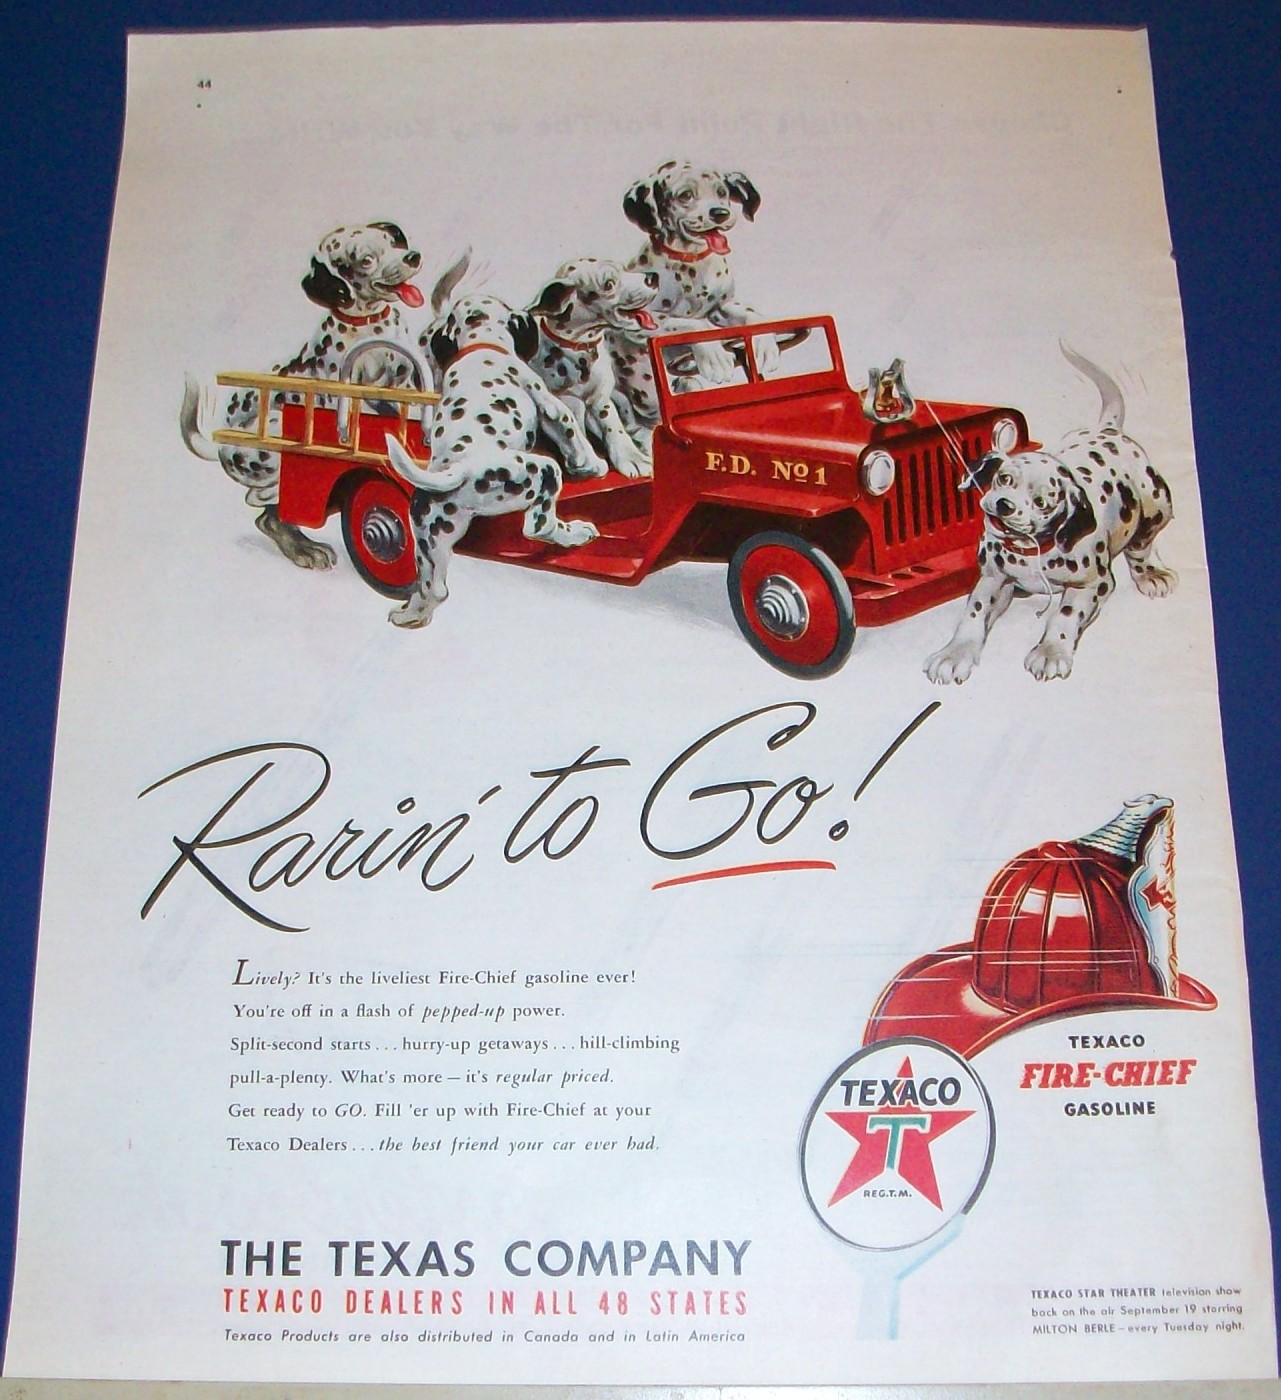 44
F.D. No 1
Rarin' to Go!
Lively? It's the liveliest Fire-Chief gasoline ever!
You're off in a flash of pepped-up power.
Split-second starts . . . hurry-up getaways . . . hill-climbing
pull-a-plenty. What's more — it's regular priced.
Get ready to GO. Fill 'er up with Fire-Chief at your
Texaco Dealers . . . the best friend your car ever had.
TEXACO
FIRE-CHIEF
GASOLINE
TEXACO
T
REG.T.M.
THE TEXAS COMPANY
TEXACO DEALERS IN ALL 48 STATES
Texaco Products are also distributed in Canada and in Latin America
TEXACO STAR THEATER television show
back on the air September 19 starring
MILTON BERLE — every Tuesday night.